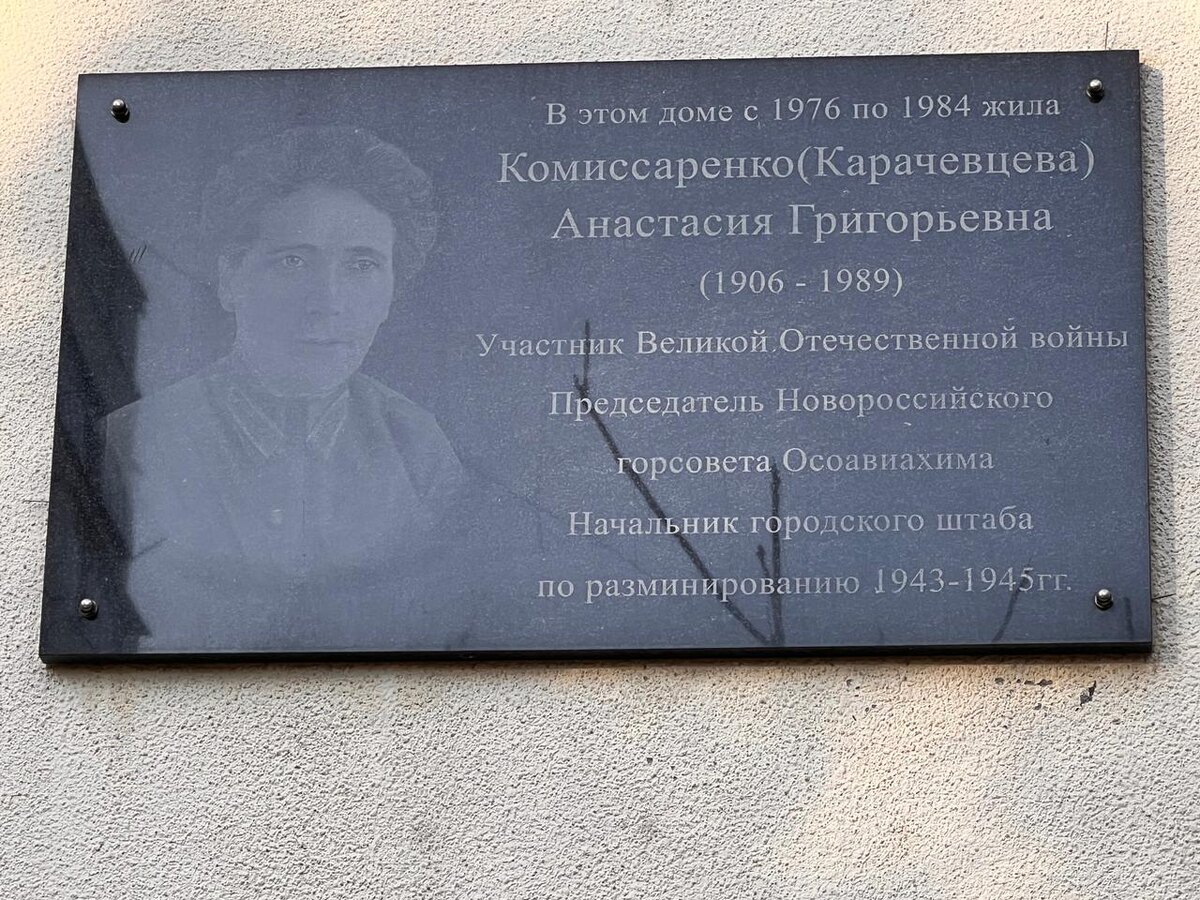 В этом доме с 1976 по 1984 жила
Комиссаренко(Карачевцева)
Анастасия Григорьевна
(1906 - 1989)
Участник Великой Отечественной войны
Председатель Новороссийского
горсовета Осоавиахима
Начальник городского штаба
по разминированию 1943-1945гг.